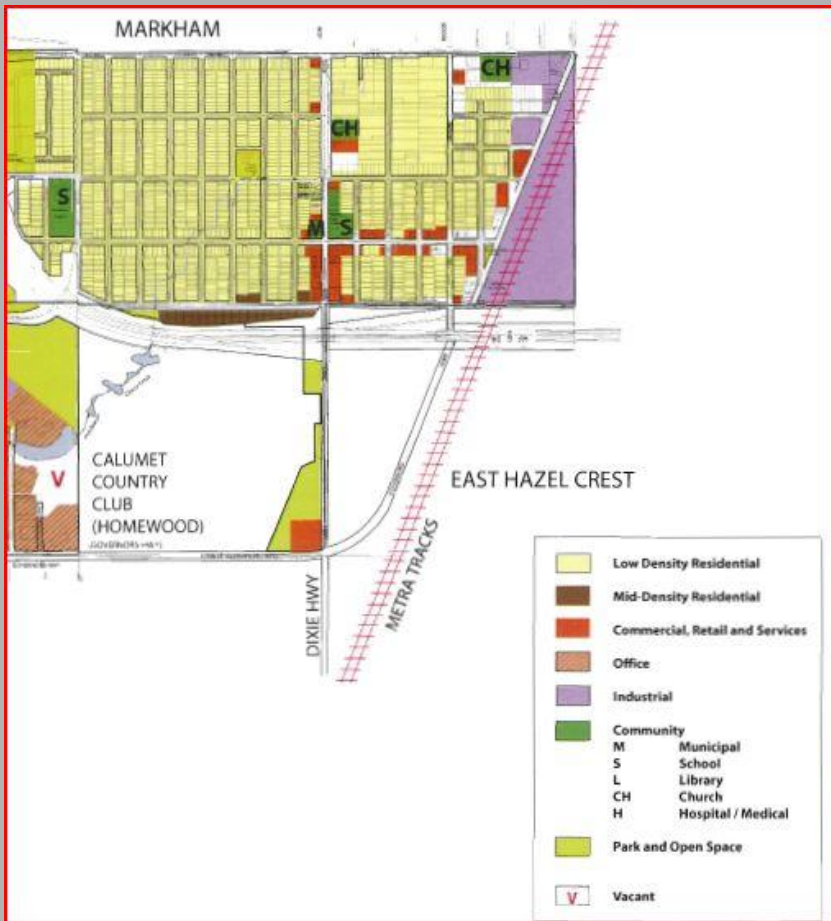 MARKHAM
CH
CH
S
M S
V
CALUMET
COUNTRY
CLUB
(HOMEWOOD)
EAST HAZEL CREST
DIXIE HWY
METRA TRACKS
Low Density Residential
Mid-Density Residential
Commercial, Retail and Services
Office
Industrial
Community
M Municipal
S School
L Library
CH Church
H Hospital / Medical
Park and Open Space
V Vacant